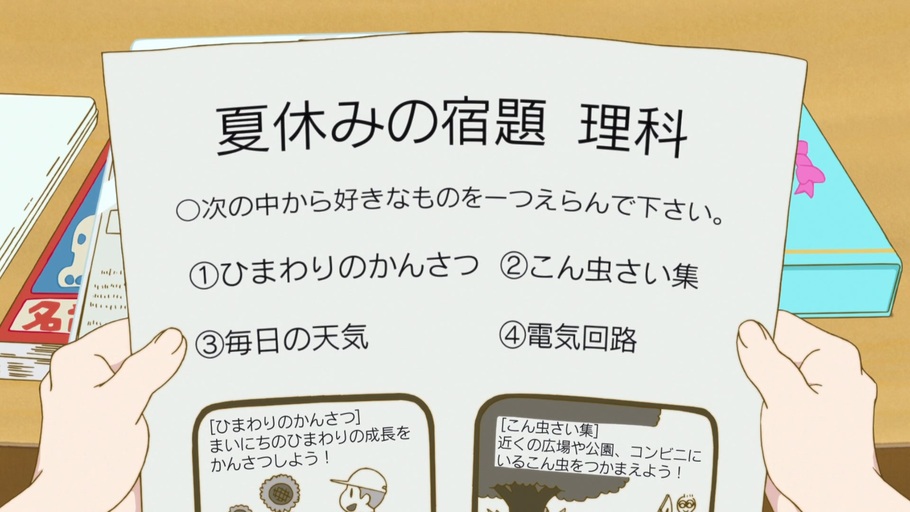 夏休みの宿題 理科
○次の中から好きなものを一つえらんで下さい。
①ひまわりのかんさつ ②こん虫さい集
③毎日の天気 ④電気回路
[ひまわりのかんさつ]
まいにちのひまわりの成長を
かんさつしよう！
[こん虫さい集]
近くの広場や公園、コンビニに
いるこん虫をつかまえよう！
名